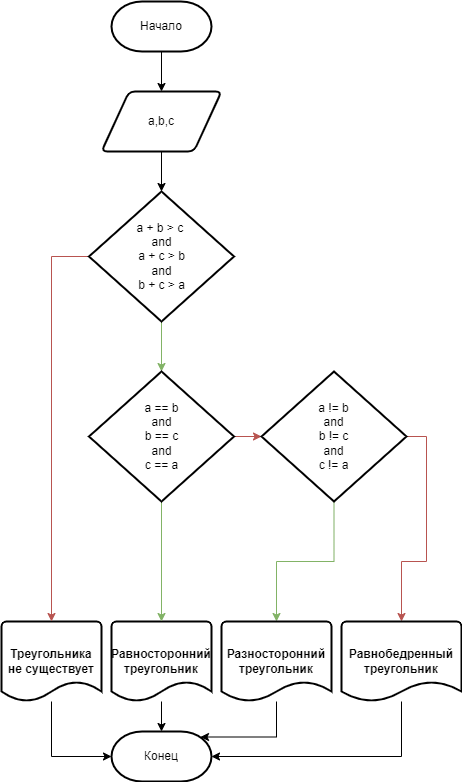 Начало
a,b,c
a + b > c
and
a + c > b
and
b + c > a
a == b
and
b == c
and
c == a
a != b
and
b != c
and
c != a
Треугольника
не существует
Равносторонний
треугольник
Разносторонний
треугольник
Равнобедренный
треугольник
Конец